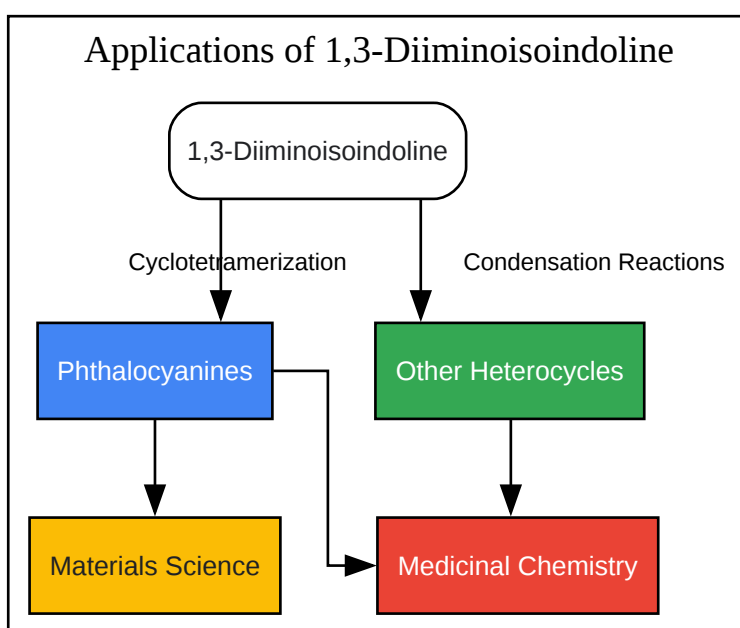 Applications of 1,3-Diiminoisoindoline
1,3-Diiminoisoindoline
Cyclotetramerization
Condensation Reactions
Phthalocyanines
Other Heterocycles
Materials Science
Medicinal Chemistry